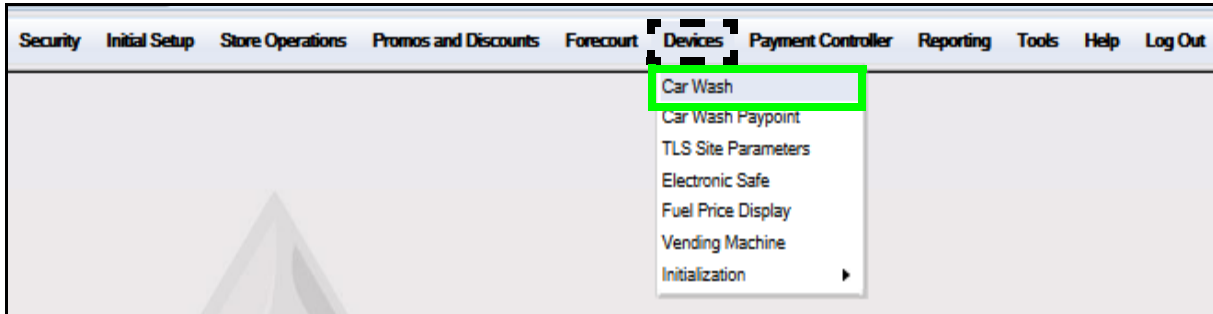 Security Initial Setup Store Operations Promos and Discounts Forecourt Devices Payment Controller Reporting Tools Help Log Out
Car Wash
Car Wash Paypoint
TLS Site Parameters
Electronic Safe
Fuel Price Display
Vending Machine
Initialization